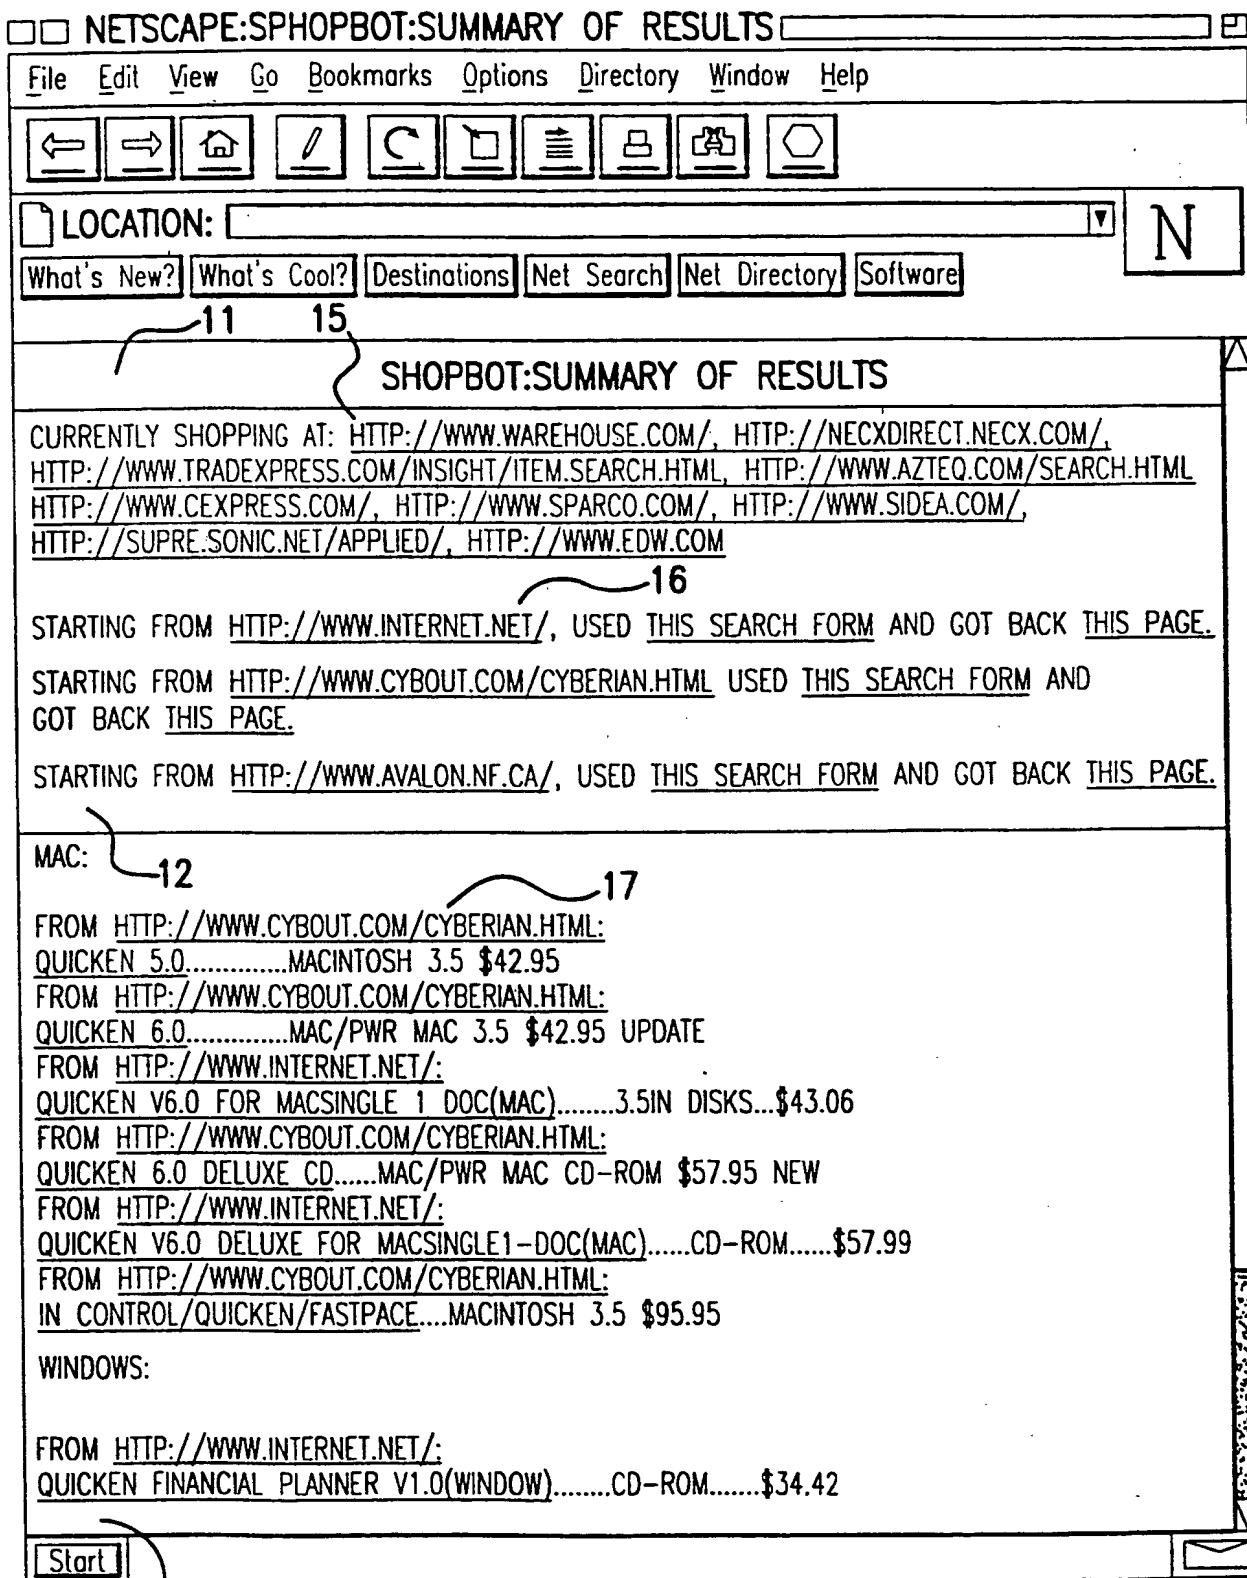 NETSCAPE:SPHOPBOT:SUMMARY OF RESULTS
File Edit View Go Bookmarks Options Directory Window Help
LOCATION:
N
What's New? What's Cool? Destinations Net Search Net Directory Software
11 15
SHOPBOT:SUMMARY OF RESULTS
CURRENTLY SHOPPING AT: HTTP://WWW.WAREHOUSE.COM/, HTTP://NECXDIRECT.NECX.COM/,
HTTP://WWW.TRADEXPRESS.COM/INSIGHT/ITEM.SEARCH.HTML, HTTP://WWW.AZTEQ.COM/SEARCH.HTML
HTTP://WWW.CEXPRESS.COM/, HTTP://WWW.SPARCO.COM/, HTTP://WWW.SIDEA.COM/,
HTTP://SUPRE.SONIC.NET/APPLIED/, HTTP://WWW.EDW.COM
16
STARTING FROM HTTP://WWW.INTERNET.NET/, USED THIS SEARCH FORM AND GOT BACK THIS PAGE.
STARTING FROM HTTP://WWW.CYBOUT.COM/CYBERIAN.HTML USED THIS SEARCH FORM AND
GOT BACK THIS PAGE.
STARTING FROM HTTP://WWW.AVALON.NF.CA/, USED THIS SEARCH FORM AND GOT BACK THIS PAGE.
MAC:
12
17
FROM HTTP://WWW.CYBOUT.COM/CYBERIAN.HTML:
QUICKEN 5.0..............MACINTOSH 3.5 $42.95
FROM HTTP://WWW.CYBOUT.COM/CYBERIAN.HTML:
QUICKEN 6.0..............MAC/PWR MAC 3.5 $42.95 UPDATE
FROM HTTP://WWW.INTERNET.NET/:
QUICKEN V6.0 FOR MACSINGLE 1 DOC(MAC)........3.5IN DISKS...$43.06
FROM HTTP://WWW.CYBOUT.COM/CYBERIAN.HTML:
QUICKEN 6.0 DELUXE CD......MAC/PWR MAC CD-ROM $57.95 NEW
FROM HTTP://WWW.INTERNET.NET/:
QUICKEN V6.0 DELUXE FOR MACSINGLE1-DOC(MAC)......CD-ROM......$57.99
FROM HTTP://WWW.CYBOUT.COM/CYBERIAN.HTML:
IN CONTROL/QUICKEN/FASTPACE....MACINTOSH 3.5 $95.95
WINDOWS:
FROM HTTP://WWW.INTERNET.NET/:
QUICKEN FINANCIAL PLANNER V1.0(WINDOW)........CD-ROM.......$34.42
Start